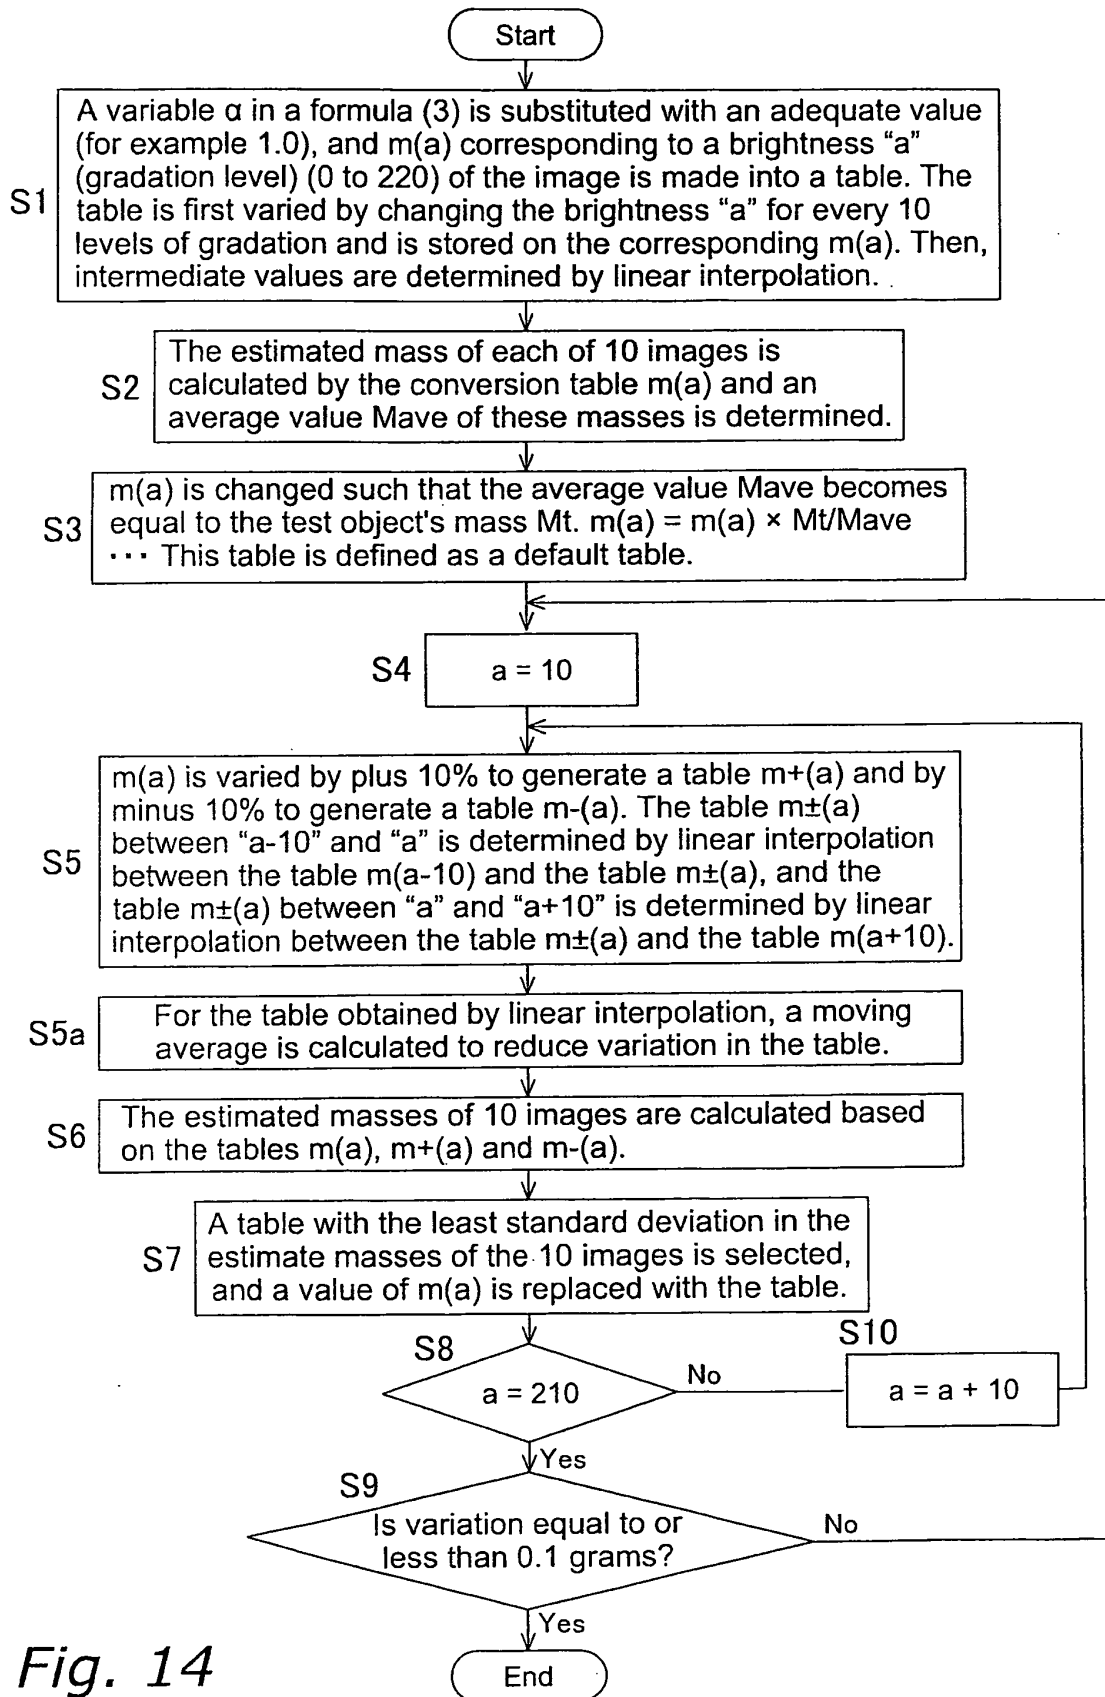 Start
S1
A variable α in a formula (3) is substituted with an adequate value
(for example 1.0), and m(a) corresponding to a brightness “a”
(gradation level) (0 to 220) of the image is made into a table. The
table is first varied by changing the brightness “a” for every 10
levels of gradation and is stored on the corresponding m(a). Then,
intermediate values are determined by linear interpolation.
S2
The estimated mass of each of 10 images is
calculated by the conversion table m(a) and an
average value Mave of these masses is determined.
S3
m(a) is changed such that the average value Mave becomes
equal to the test object's mass Mt. m(a) = m(a) × Mt/Mave
··· This table is defined as a default table.
S4
a = 10
S5
m(a) is varied by plus 10% to generate a table m+(a) and by
minus 10% to generate a table m-(a). The table m±(a)
between “a-10” and “a” is determined by linear interpolation
between the table m(a-10) and the table m±(a), and the
table m±(a) between “a” and “a+10” is determined by linear
interpolation between the table m±(a) and the table m(a+10).
S5a
For the table obtained by linear interpolation, a moving
average is calculated to reduce variation in the table.
S6
The estimated masses of 10 images are calculated based
on the tables m(a), m+(a) and m-(a).
S7
A table with the least standard deviation in the
estimate masses of the 10 images is selected,
and a value of m(a) is replaced with the table.
S8
a = 210
No
S10
a = a + 10
Yes
S9
Is variation equal to or
less than 0.1 grams?
No
Yes
End
Fig. 14